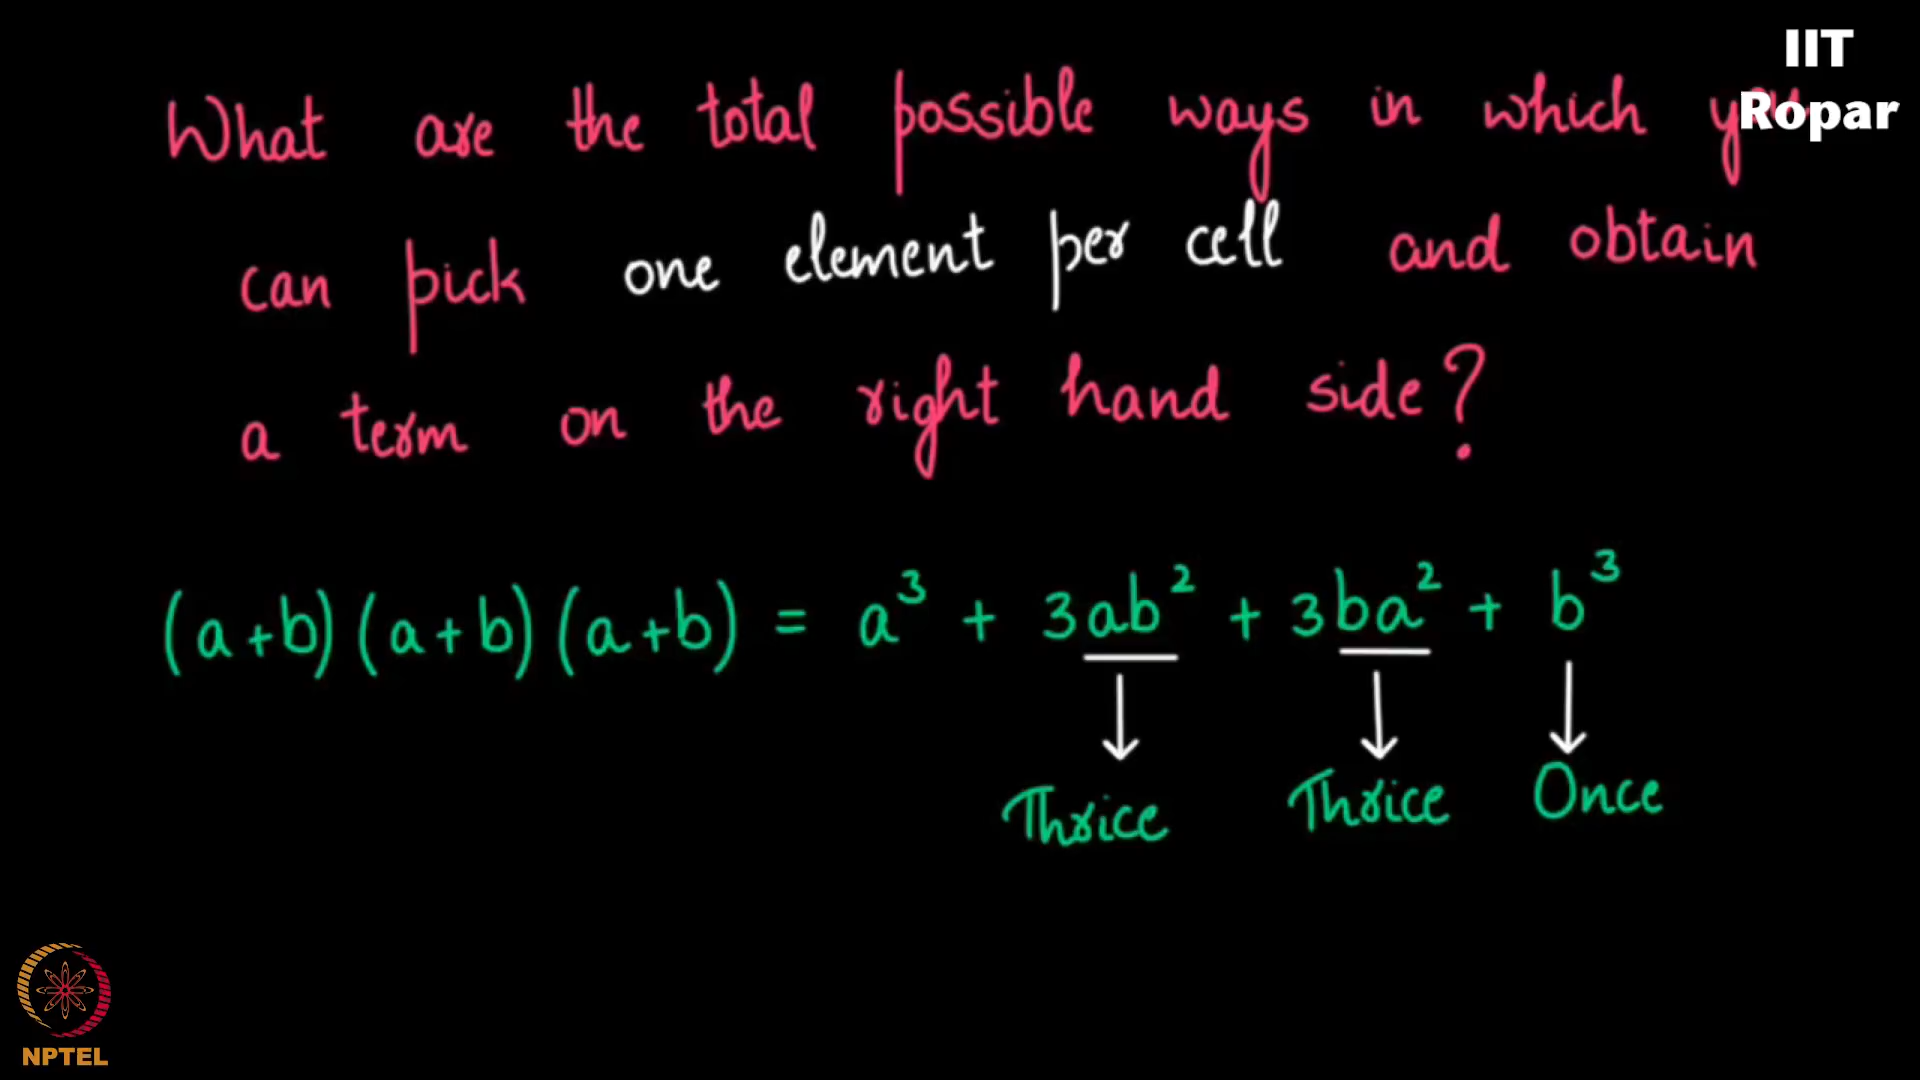 IIT
Ropar
What are the total possible ways in which
can pick one element per cell and obtain
a term on the right hand side?
(a+b)(a+b)(a+b) = a³ + 3ab² + 3ba² + b³
Thrice Thrice Once
NPTEL